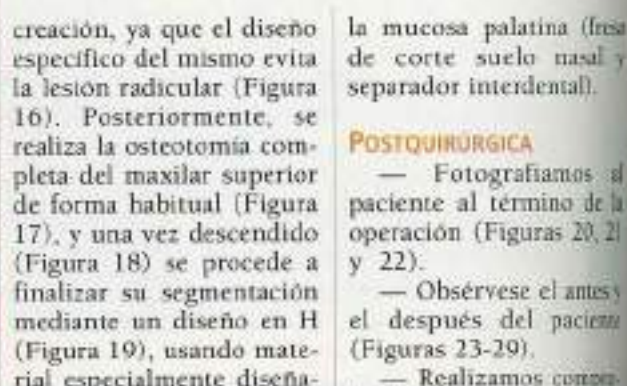 creación, ya que el diseño
específico del mismo evita
la lesión radicular (Figura
16). Posteriormente, se
realiza la osteotomía com-
pleta del maxilar superior
de forma habitual (Figura
17), y una vez descendido
(Figura 18) se procede a
finalizar su segmentación
mediante un diseño en H
(Figura 19), usando mate-
rial especialmente diseña-
la mucosa palatina (fresa
de corte suelo nasal y
separador interdental).
POSTQUIRÚRGICA
— Fotografiamos al
paciente al término de la
operación (Figuras 20, 21
y 22).
— Obsérvese el antes y
el después del paciente
(Figuras 23-29).
— Realizamos